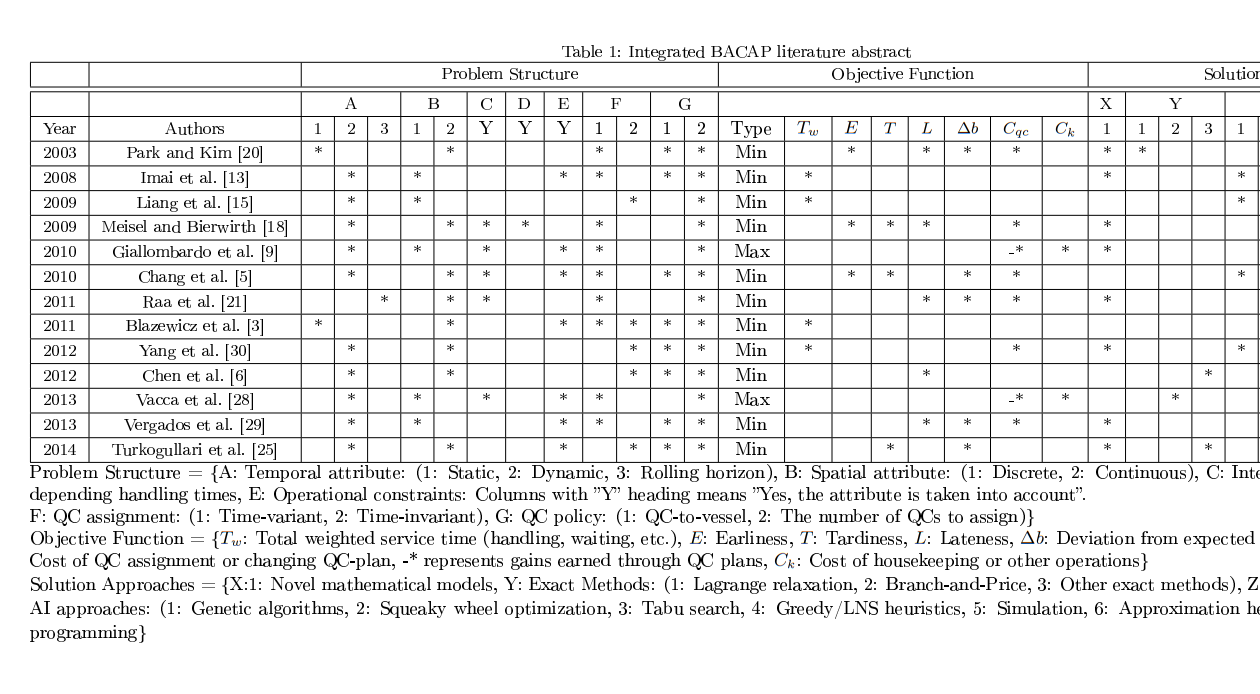 Table 1: Integrated BACAP literature abstract
Problem Structure Objective Function
A B C D E F G X Y
Year Authors 1 2 3 1 2 Y Y Y 1 2 1 2 Type T_w E T L Δb C_qc C_k 1 1 2 3 1
2003 Park and Kim [20] * * * * * Min * * * * * *
2008 Imai et al. [13] * * * * * * Min * * *
2009 Liang et al. [15] * * * * Min * *
2009 Meisel and Bierwirth [18] * * * * * * Min * * * * *
2010 Giallombardo et al. [9] * * * * * * Max -* * *
2010 Chang et al. [5] * * * * * * * Min * * * * *
2011 Raa et al. [21] * * * * * Min * * * *
2011 Blazewicz et al. [3] * * * * * * * Min *
2012 Yang et al. [30] * * * * * Min * * * *
2012 Chen et al. [6] * * * * * Min * *
2013 Vacca et al. [28] * * * * * * Max -* * *
2013 Vergados et al. [29] * * * * * * Min * * * *
2014 Turkogullari et al. [25] * * * * * * Min * * * *
Problem Structure = {A: Temporal attribute: (1: Static, 2: Dynamic, 3: Rolling horizon), B: Spatial attribute: (1: Discrete, 2: Continuous), C:
depending handling times, E: Operational constraints: Columns with "Y" heading means "Yes, the attribute is taken into account".
F: QC assignment: (1: Time-variant, 2: Time-invariant), G: QC policy: (1: QC-to-vessel, 2: The number of QCs to assign)}
Objective Function = {T_w: Total weighted service time (handling, waiting, etc.), E: Earliness, T: Tardiness, L: Lateness, Δb: Deviation from expected
Cost of QC assignment or changing QC-plan, -* represents gains earned through QC plans, C_k: Cost of housekeeping or other operations}
Solution Approaches = {X:1: Novel mathematical models, Y: Exact Methods: (1: Lagrange relaxation, 2: Branch-and-Price, 3: Other exact methods), Z
AI approaches: (1: Genetic algorithms, 2: Squeaky wheel optimization, 3: Tabu search, 4: Greedy/LNS heuristics, 5: Simulation, 6: Approximation
programming}